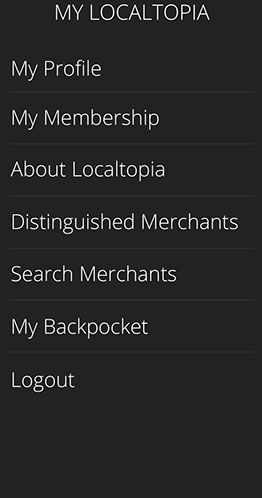 MY LOCALTOPIA
My Profile
My Membership
About Localtopia
Distinguished Merchants
Search Merchants
My Backpocket
Logout